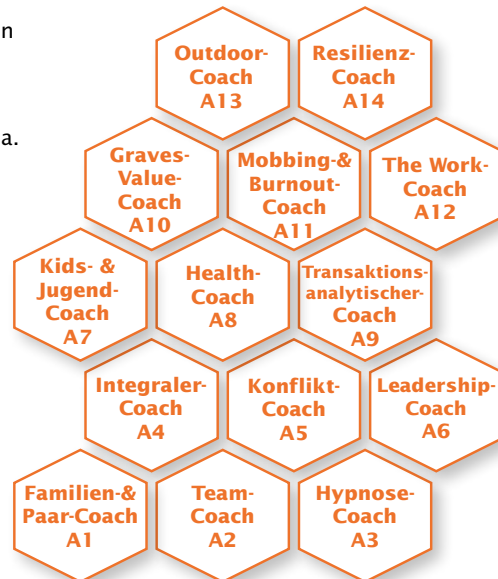 n
a.
Outdoor-
Coach
A13
Resilienz-
Coach
A14
Graves-
Value-
Coach
A10
Mobbing-&
Burnout-
Coach
A11
The Work-
Coach
A12
Kids- &
Jugend-
Coach
A7
Health-
Coach
A8
Transaktions-
analytischer-
Coach
A9
Integraler-
Coach
A4
Konflikt-
Coach
A5
Leadership-
Coach
A6
Familien-&
Paar-Coach
A1
Team-
Coach
A2
Hypnose-
Coach
A3